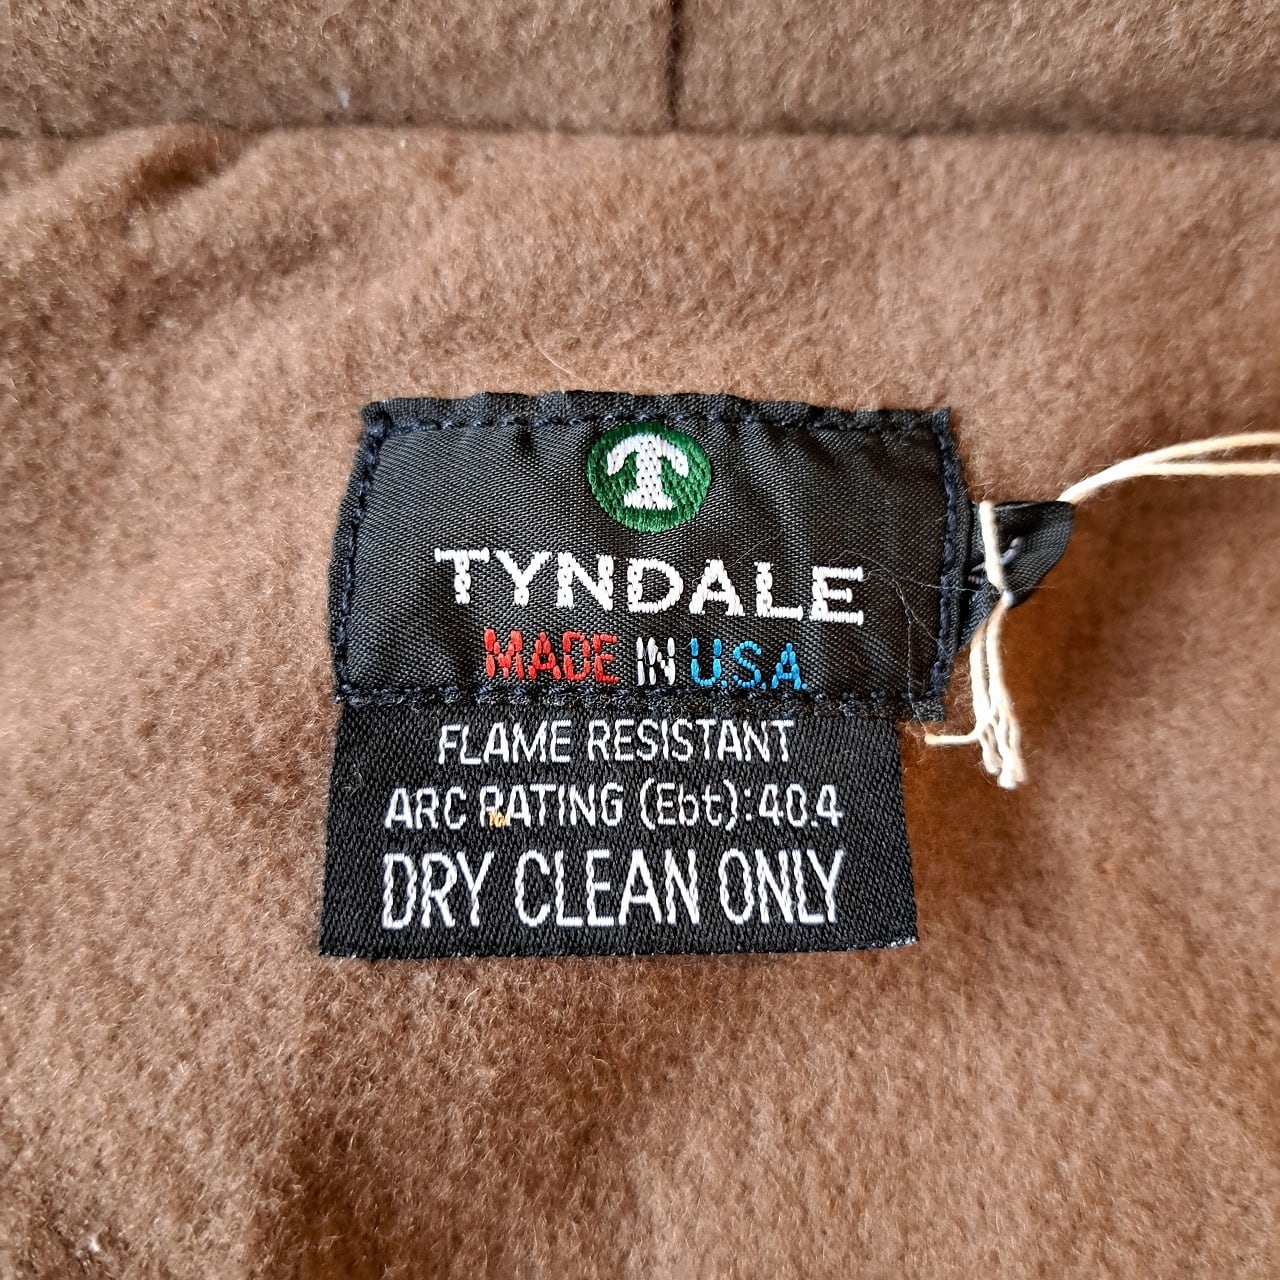 T
TYNDALE
MADE IN U.S.A.
FLAME RESISTANT
ARC RATING (Ebt):40.4
DRY CLEAN ONLY